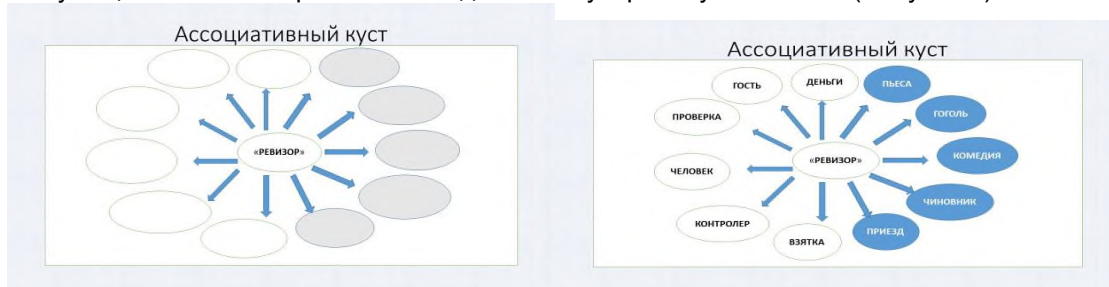 Ассоциативный куст
«РЕВИЗОР»
Ассоциативный куст
ГОСТЬ
ДЕНЬГИ
ПЬЕСА
ПРОВЕРКА
ГОГОЛЬ
«РЕВИЗОР»
КОМЕДИЯ
ЧЕЛОВЕК
ЧИНОВНИК
КОНТРОЛЕР
ПРИЕЗД
ВЗЯТКА